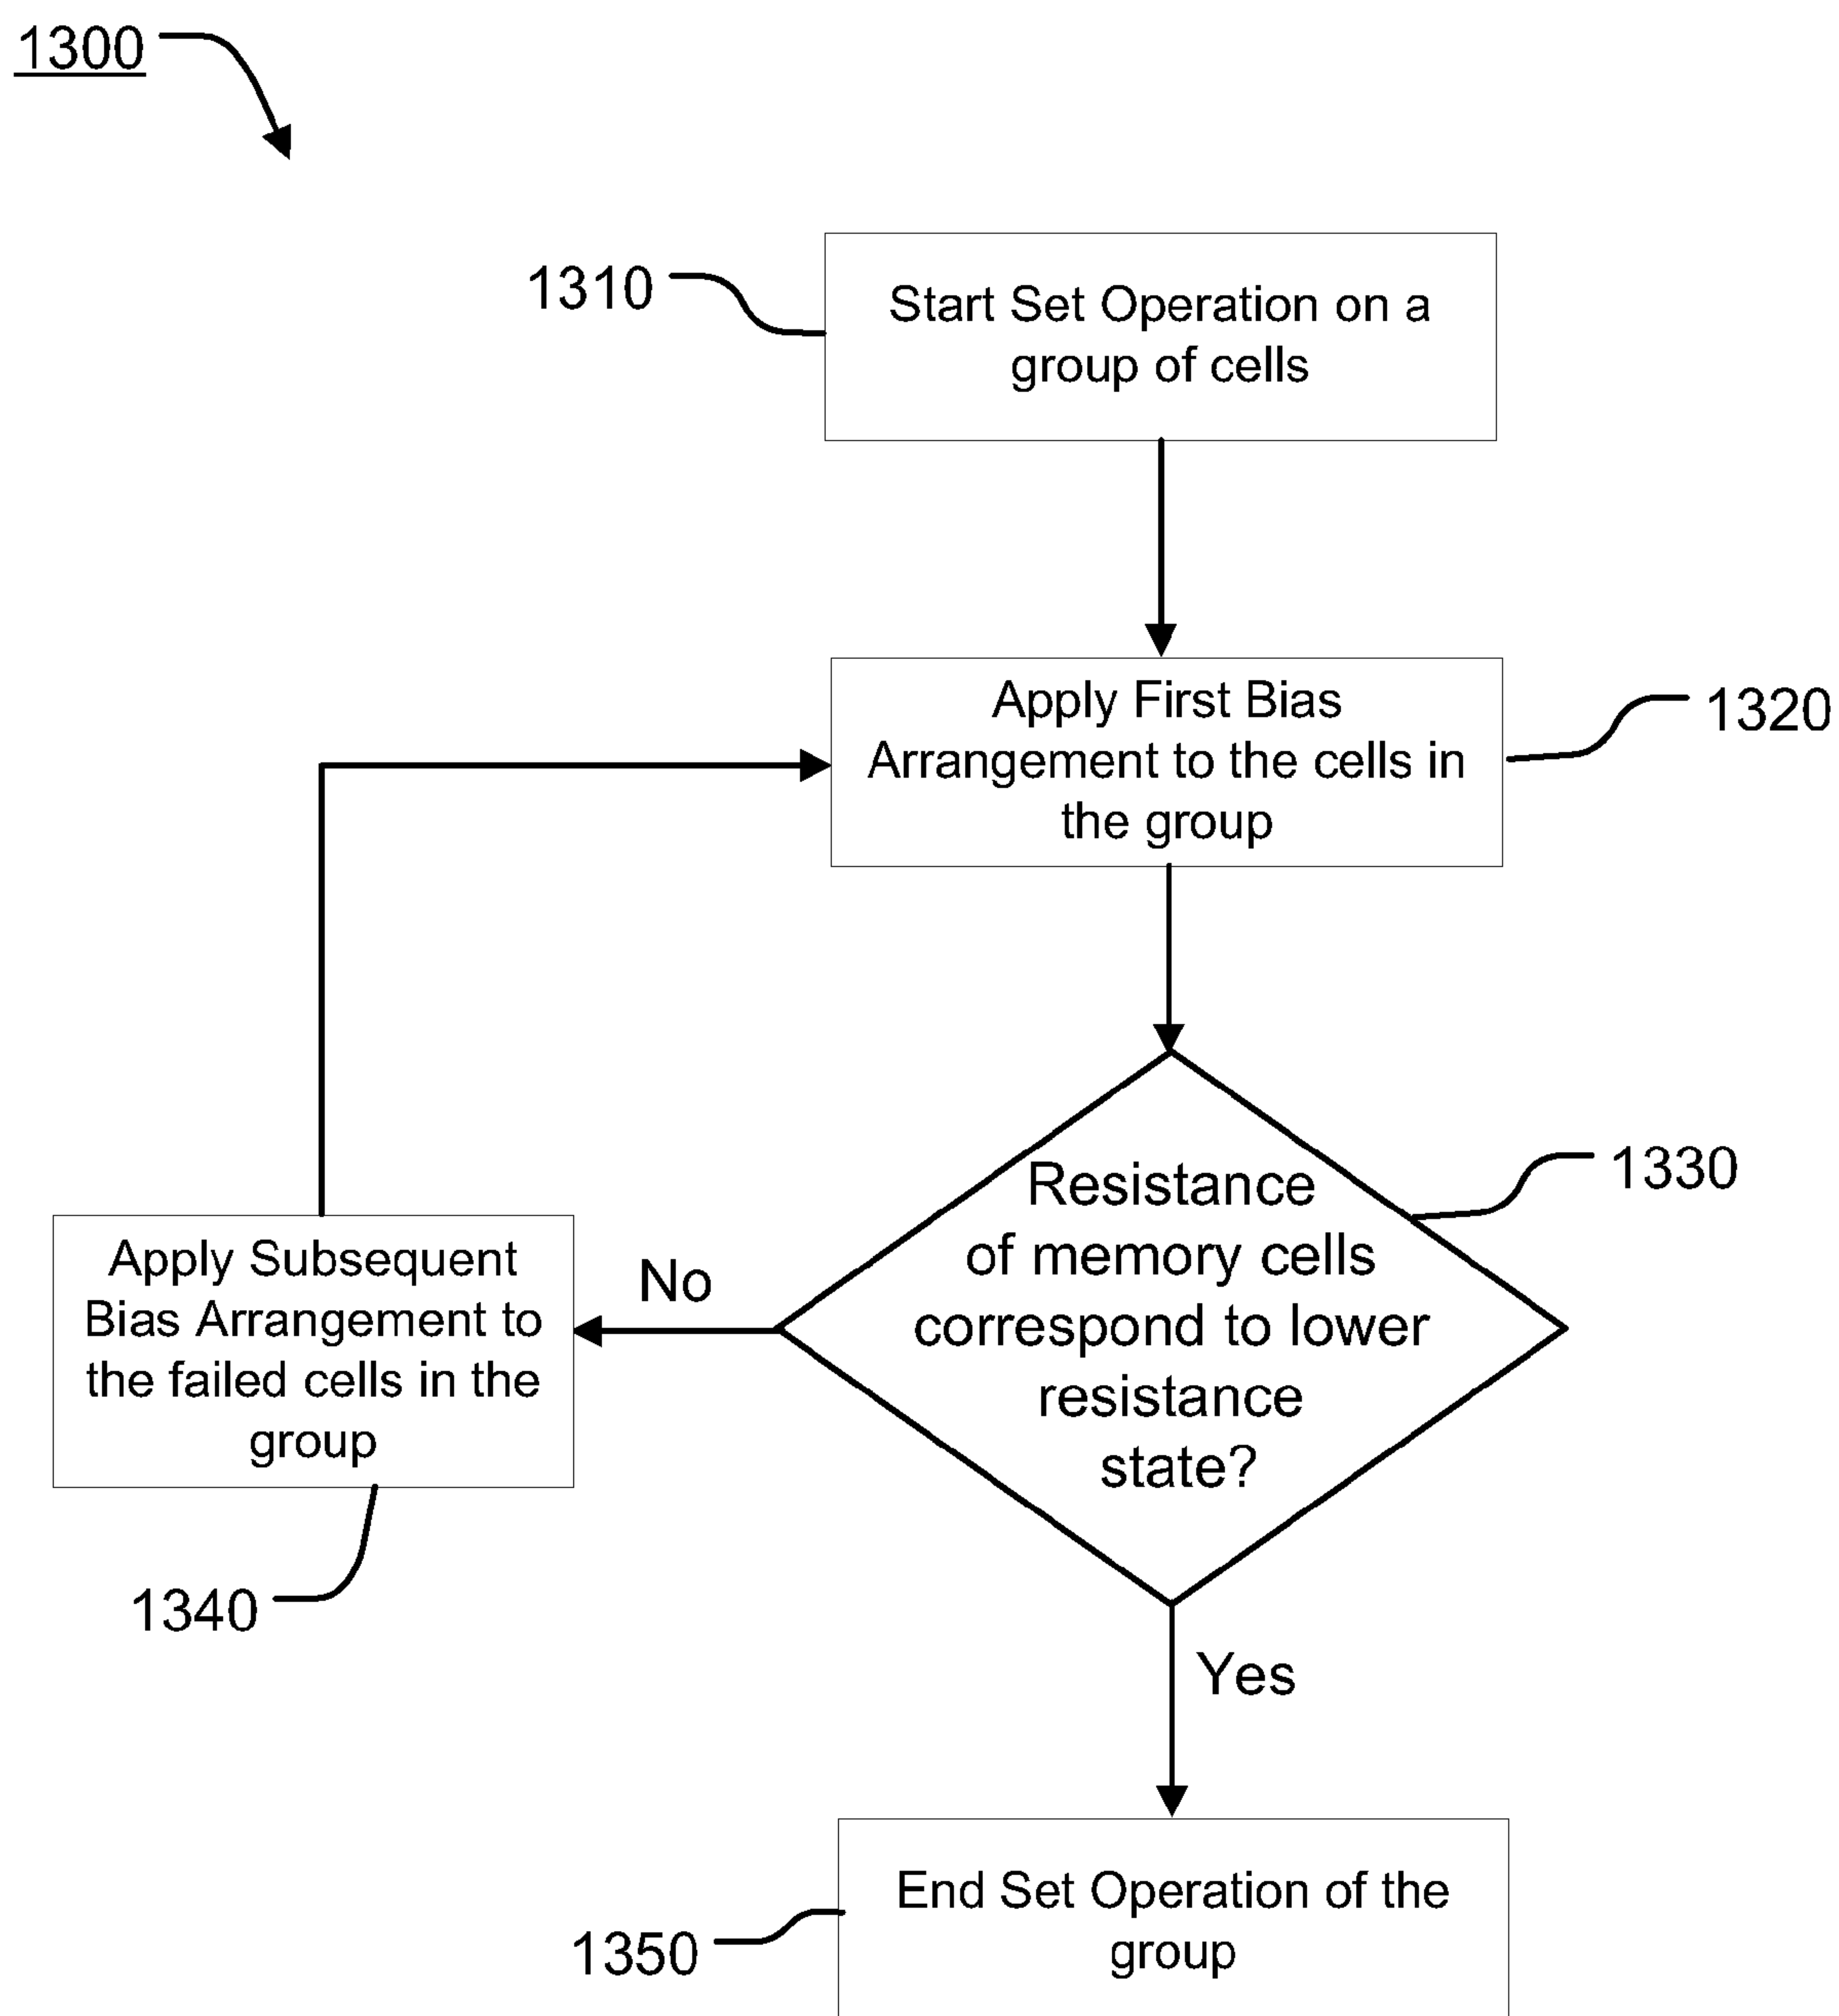 1300
1310
Start Set Operation on a
group of cells
Apply First Bias
Arrangement to the cells in
the group
1320
Resistance
of memory cells
correspond to lower
resistance
state?
1330
No
Apply Subsequent
Bias Arrangement to
the failed cells in the
group
1340
Yes
End Set Operation of the
group
1350